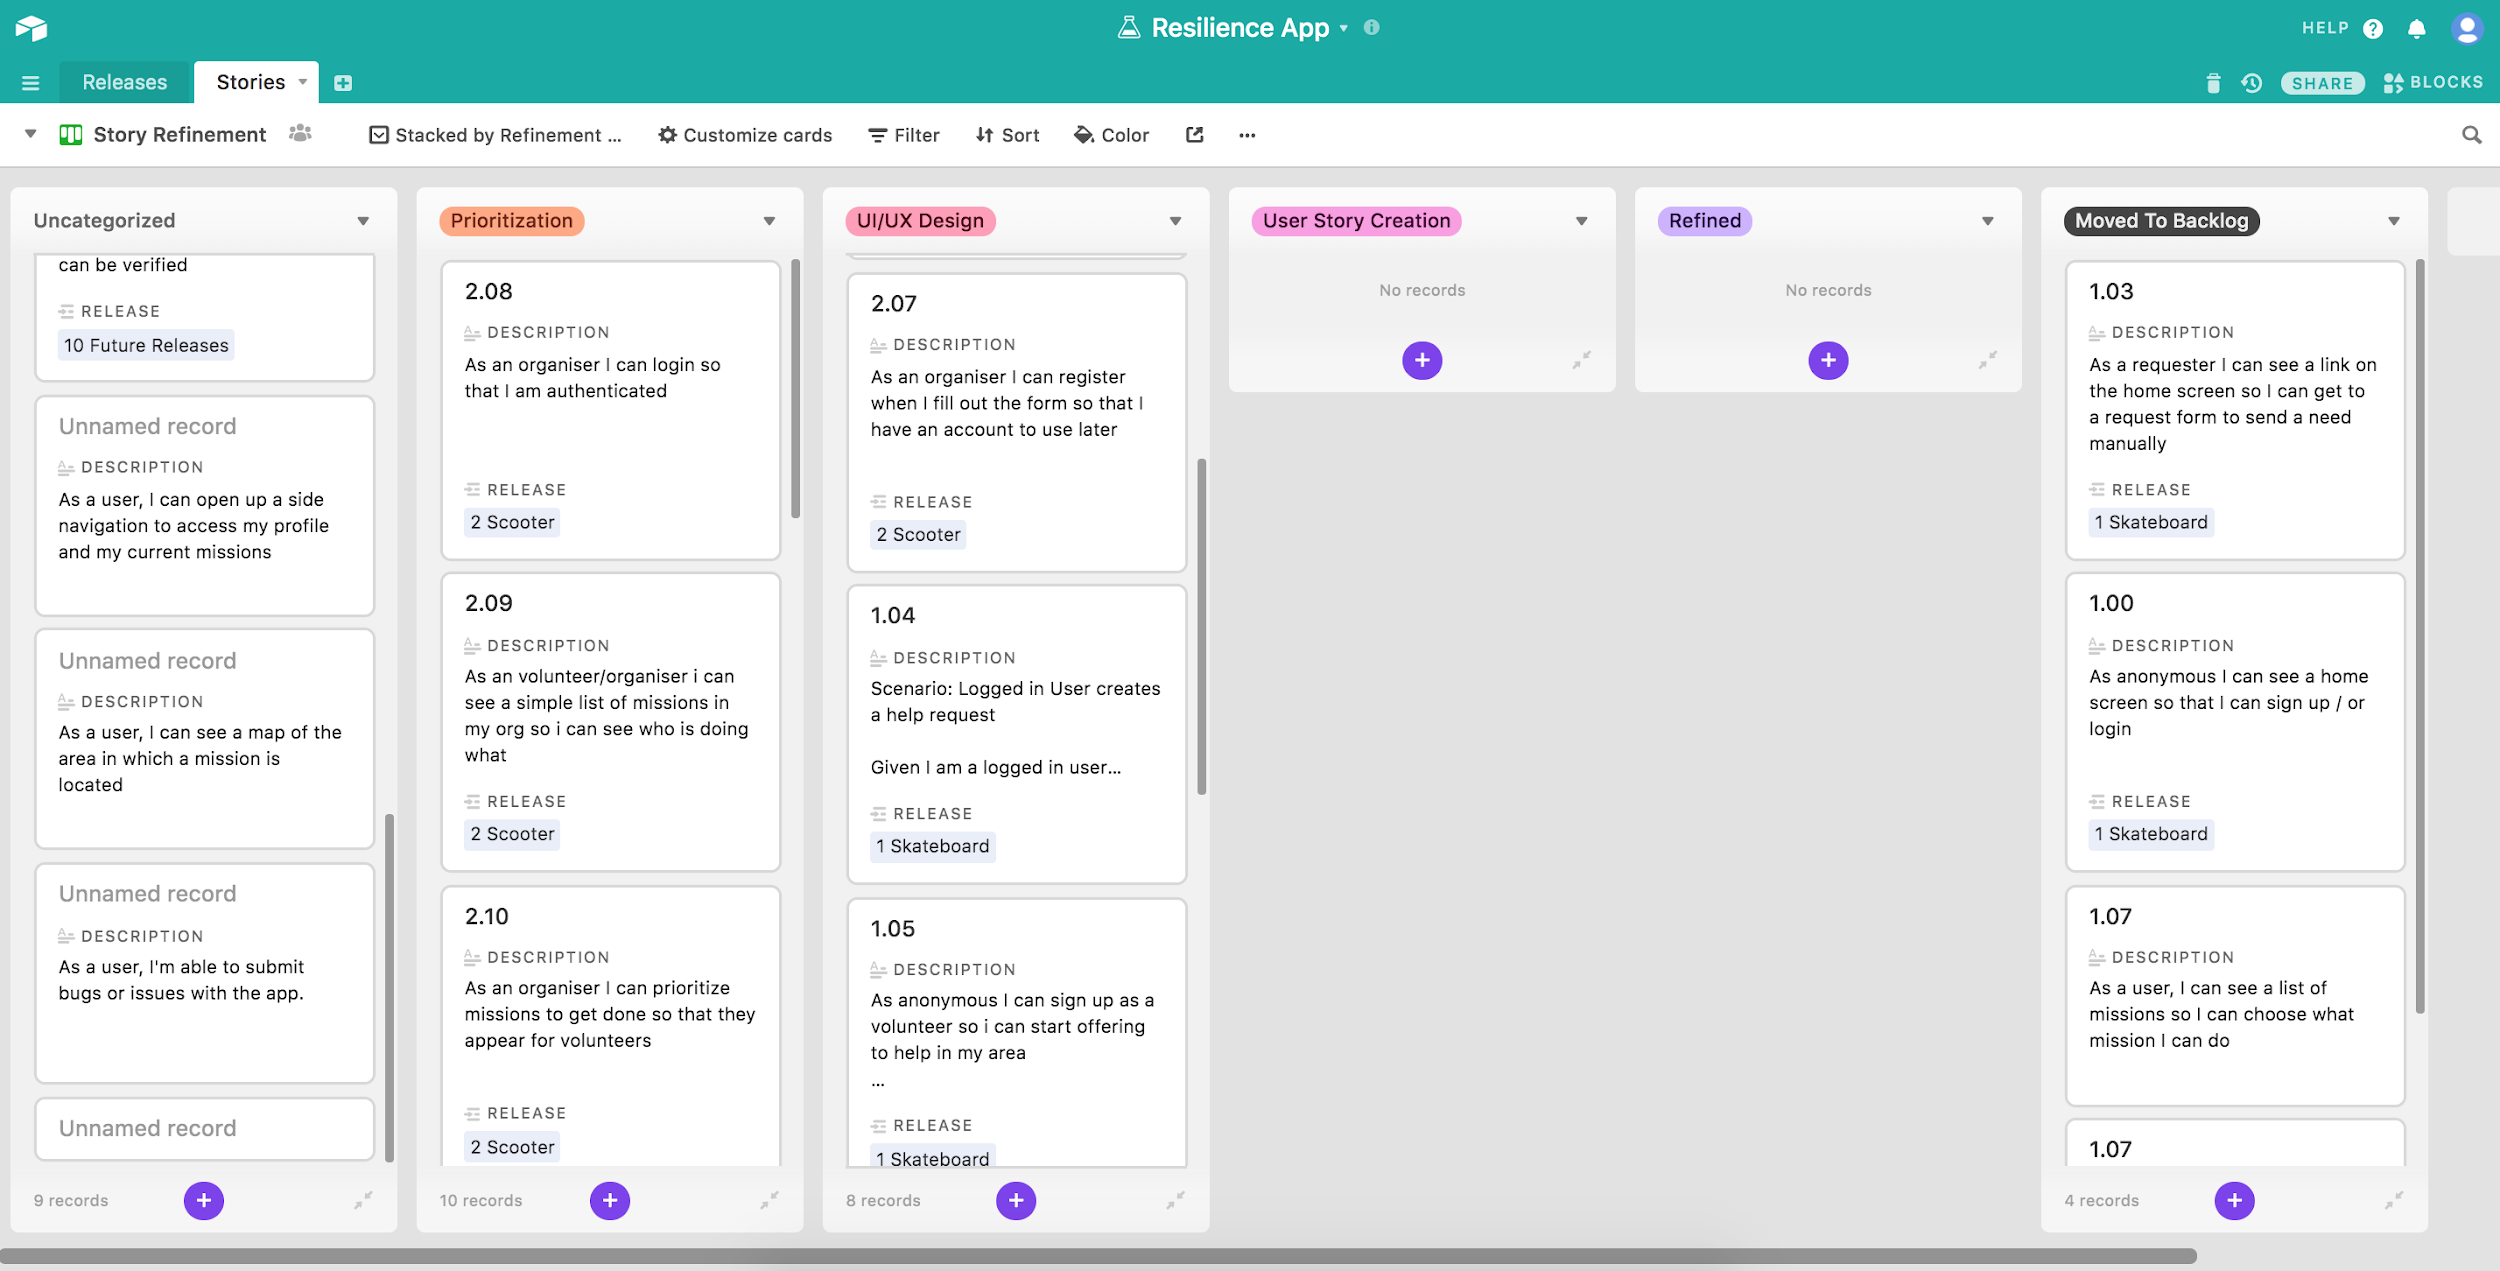 Resilience App
HELP
Releases
Stories
SHARE
BLOCKS
Story Refinement
Stacked by Refinement ...
Customize cards
Filter
Sort
Color
Uncategorized
can be verified
RELEASE
10 Future Releases
Unnamed record
DESCRIPTION
As a user, I can open up a side
navigation to access my profile
and my current missions
Unnamed record
DESCRIPTION
As a user, I can see a map of the
area in which a mission is
located
Unnamed record
DESCRIPTION
As a user, I'm able to submit
bugs or issues with the app.
Unnamed record
9 records
Prioritization
2.08
DESCRIPTION
As an organiser I can login so
that I am authenticated
RELEASE
2 Scooter
2.09
DESCRIPTION
As an volunteer/organiser i can
see a simple list of missions in
my org so i can see who is doing
what
RELEASE
2 Scooter
2.10
DESCRIPTION
As an organiser I can prioritize
missions to get done so that they
appear for volunteers
RELEASE
2 Scooter
10 records
UI/UX Design
2.07
DESCRIPTION
As an organiser I can register
when I fill out the form so that I
have an account to use later
RELEASE
2 Scooter
1.04
DESCRIPTION
Scenario: Logged in User creates
a help request
Given I am a logged in user...
RELEASE
1 Skateboard
1.05
DESCRIPTION
As anonymous I can sign up as a
volunteer so i can start offering
to help in my area
...
RELEASE
1 Skateboard
8 records
User Story Creation
No records
Refined
No records
Moved To Backlog
1.03
DESCRIPTION
As a requester I can see a link on
the home screen so I can get to
a request form to send a need
manually
RELEASE
1 Skateboard
1.00
DESCRIPTION
As anonymous I can see a home
screen so that I can sign up / or
login
RELEASE
1 Skateboard
1.07
DESCRIPTION
As a user, I can see a list of
missions so I can choose what
mission I can do
1.07
4 records